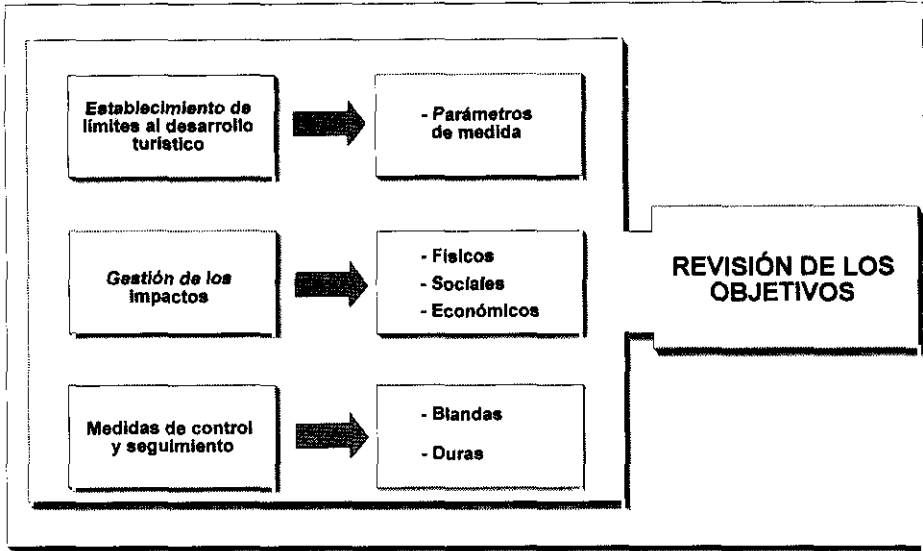 Establecimiento de
límites al desarrollo
turístico
- Parámetros
de medida
Gestión de los
impactos
- Físicos
- Sociales
- Económicos
Medidas de control
y seguimiento
- Blandas
- Duras
REVISIÓN DE LOS
OBJETIVOS